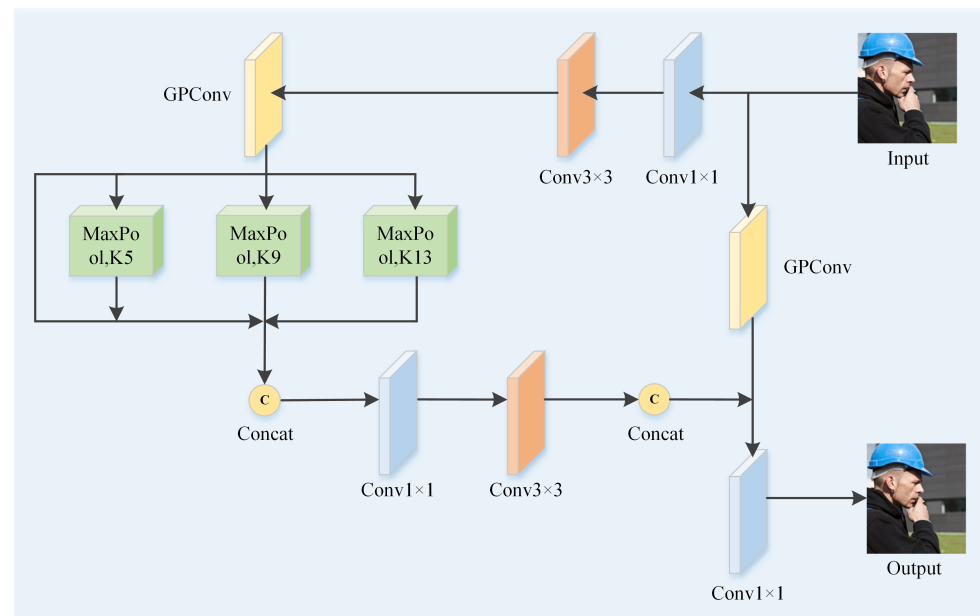 GPConv
Conv3×3
Conv1×1
Input
MaxPo
ol,K5
MaxPo
ol,K9
MaxPo
ol,K13
GPConv
C
Concat
Conv1×1
Conv3×3
C
Concat
Conv1×1
Output